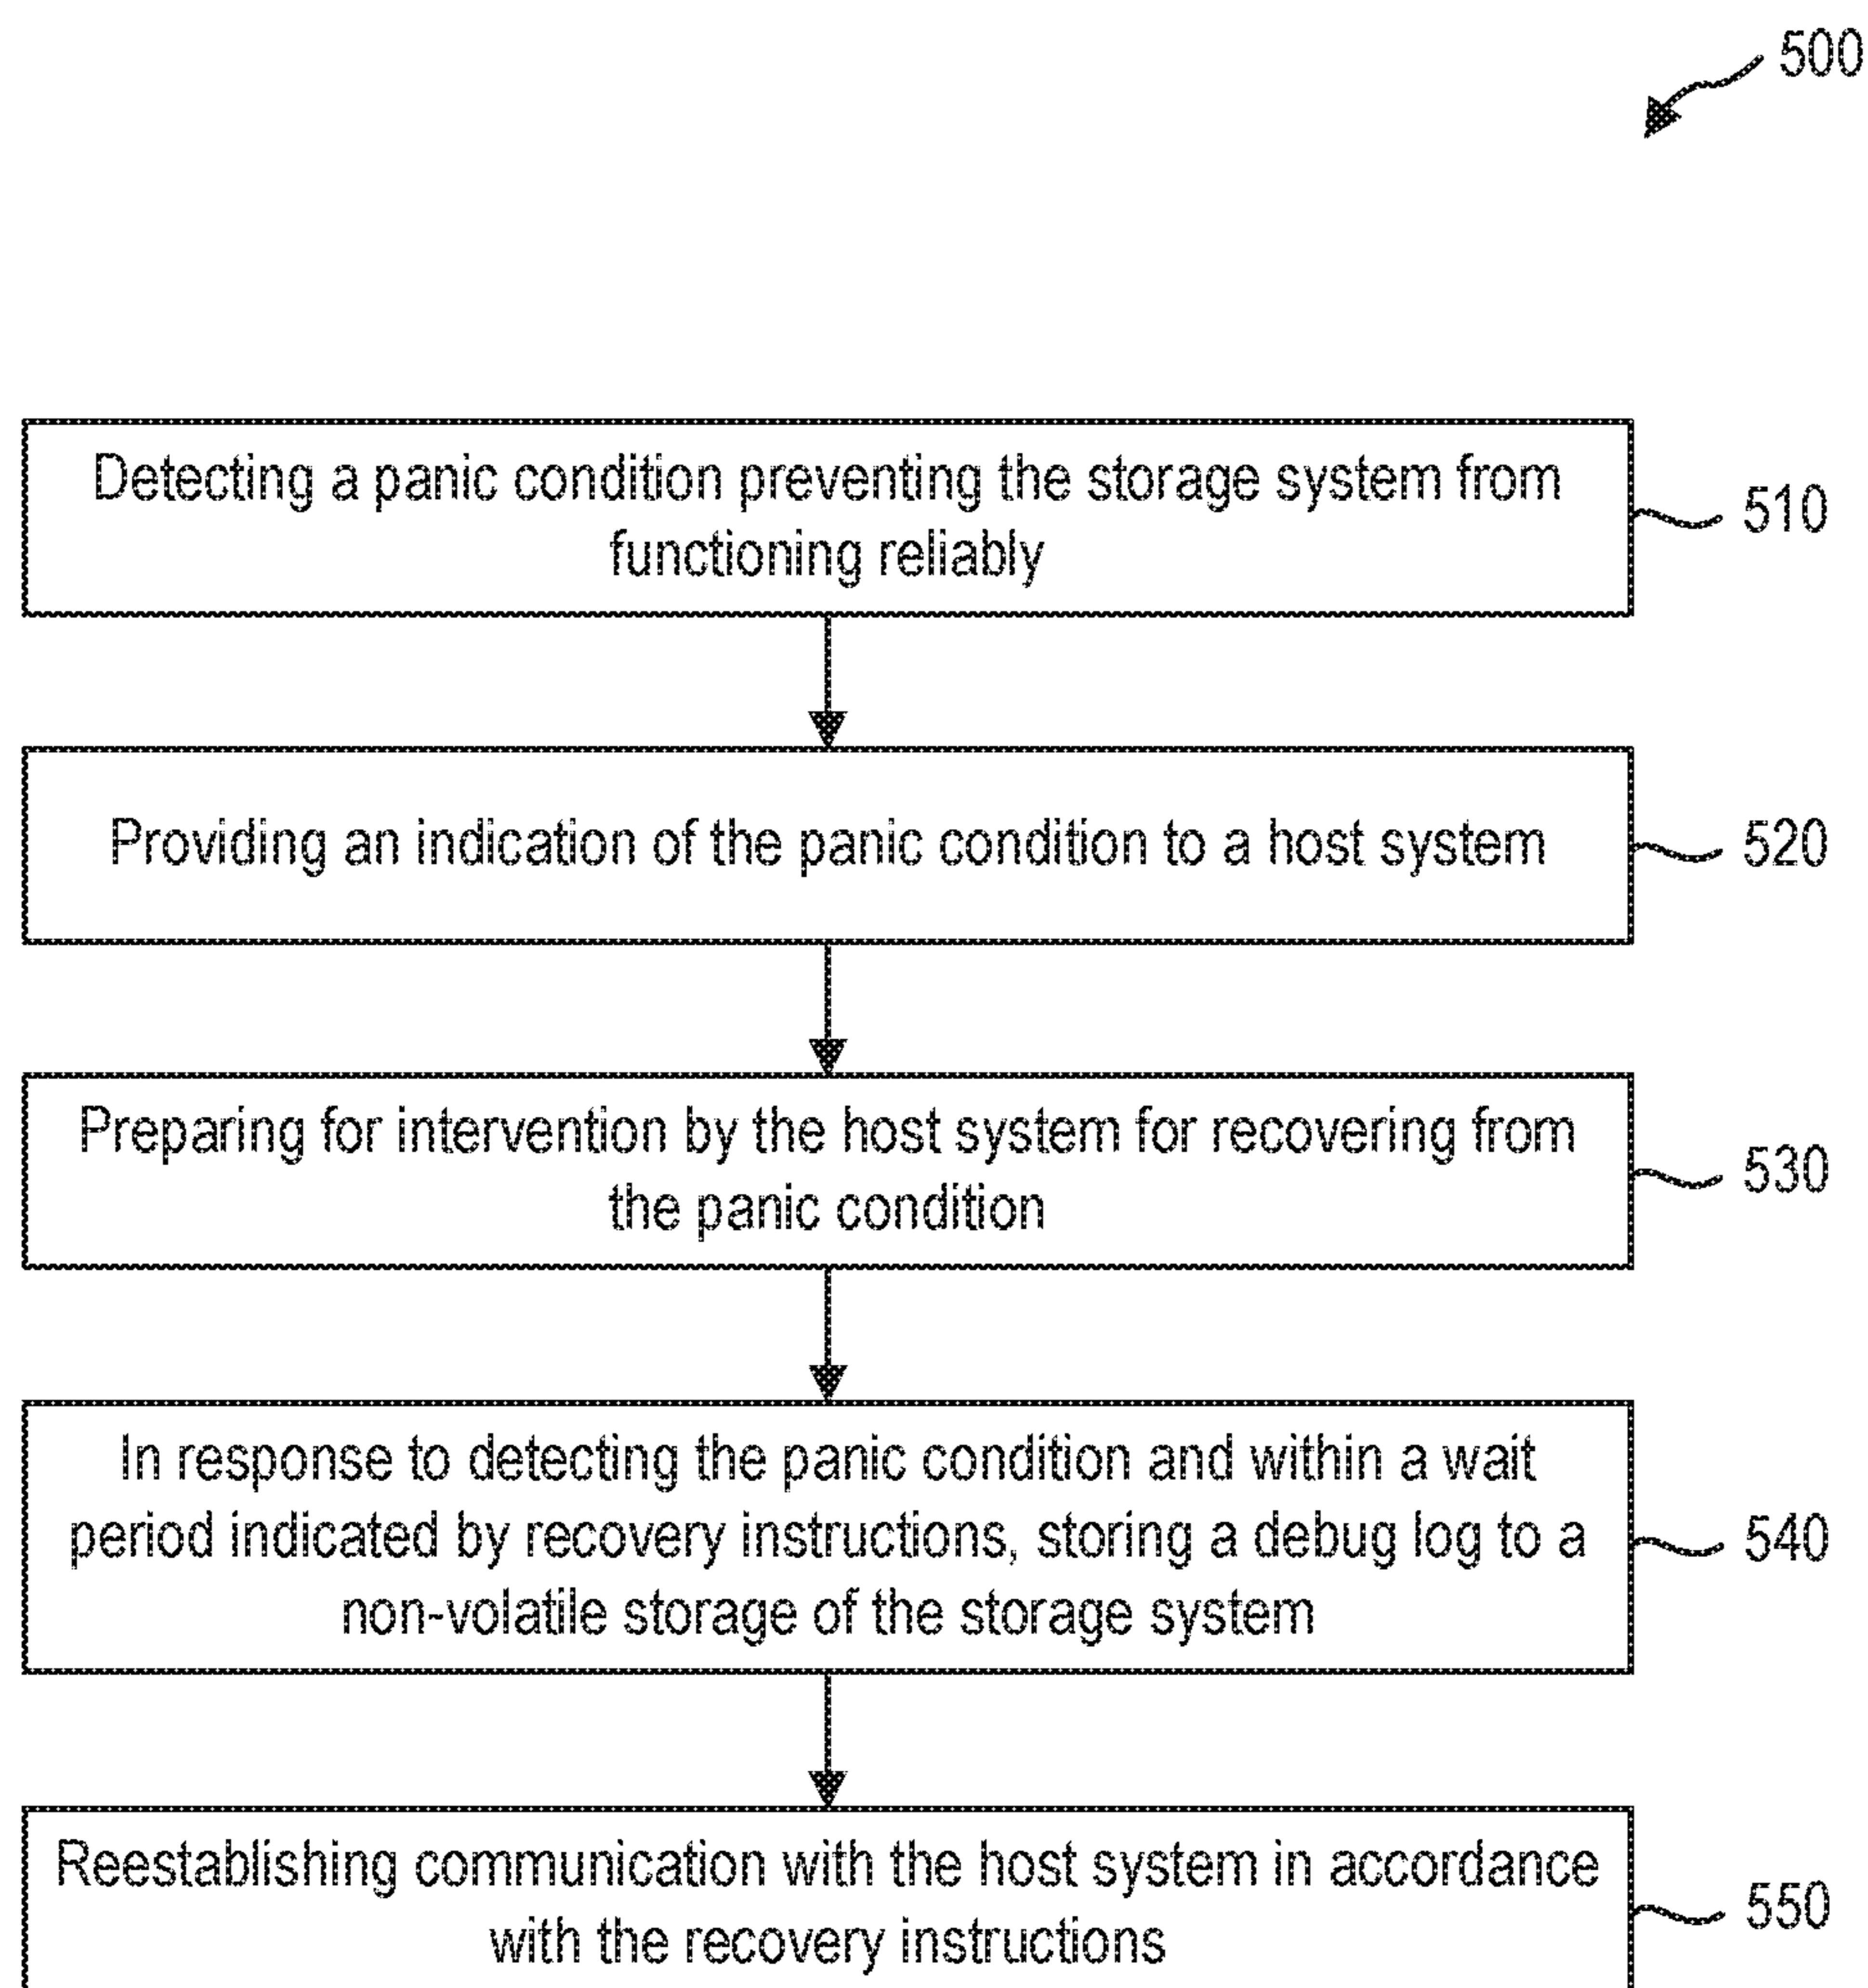 500
Detecting a panic condition preventing the storage system from
functioning reliably
510
Providing an indication of the panic condition to a host system
520
Preparing for intervention by the host system for recovering from
the panic condition
530
In response to detecting the panic condition and within a wait
period indicated by recovery instructions, storing a debug log to a
non-volatile storage of the storage system
540
Reestablishing communication with the host system in accordance
with the recovery instructions
550